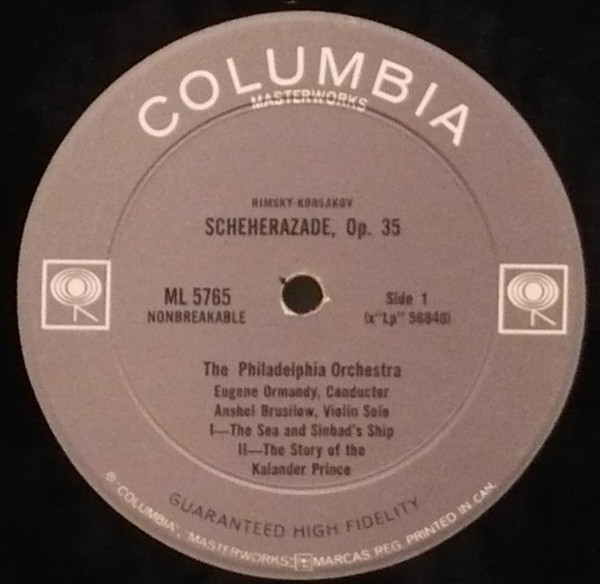 COLUMBIA
MASTERWORKS
RIMSKY-KORSAKOV
SCHEHERAZADE, Op. 35
ML 5765
NONBREAKABLE
Side 1
(x"Lp" 56840)
The Philadelphia Orchestra
Eugene Ormandy, Conductor
Anshel Brusilow, Violin Solo
I—The Sea and Sinbad's Ship
II—The Story of the
Kalander Prince
GUARANTEED HIGH FIDELITY
® "COLUMBIA", "MASTERWORKS", MARCAS REG. PRINTED IN CAN.